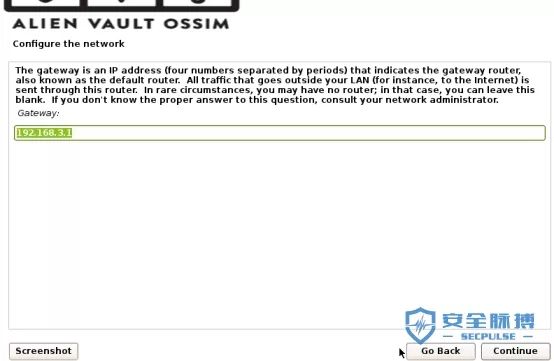 ALIEN VAULT OSSIM
Configure the network
The gateway is an IP address (four numbers separated by periods) that indicates the gateway router,
also known as the default router.  All traffic that goes outside your LAN (for instance, to the Internet) is
sent through this router.  In rare circumstances, you may have no router; in that case, you can leave this
blank.  If you don't know the proper answer to this question, consult your network administrator.
Gateway:
192.168.3.1
安全脉搏
SECPULSE
Screenshot
Go Back
Continue